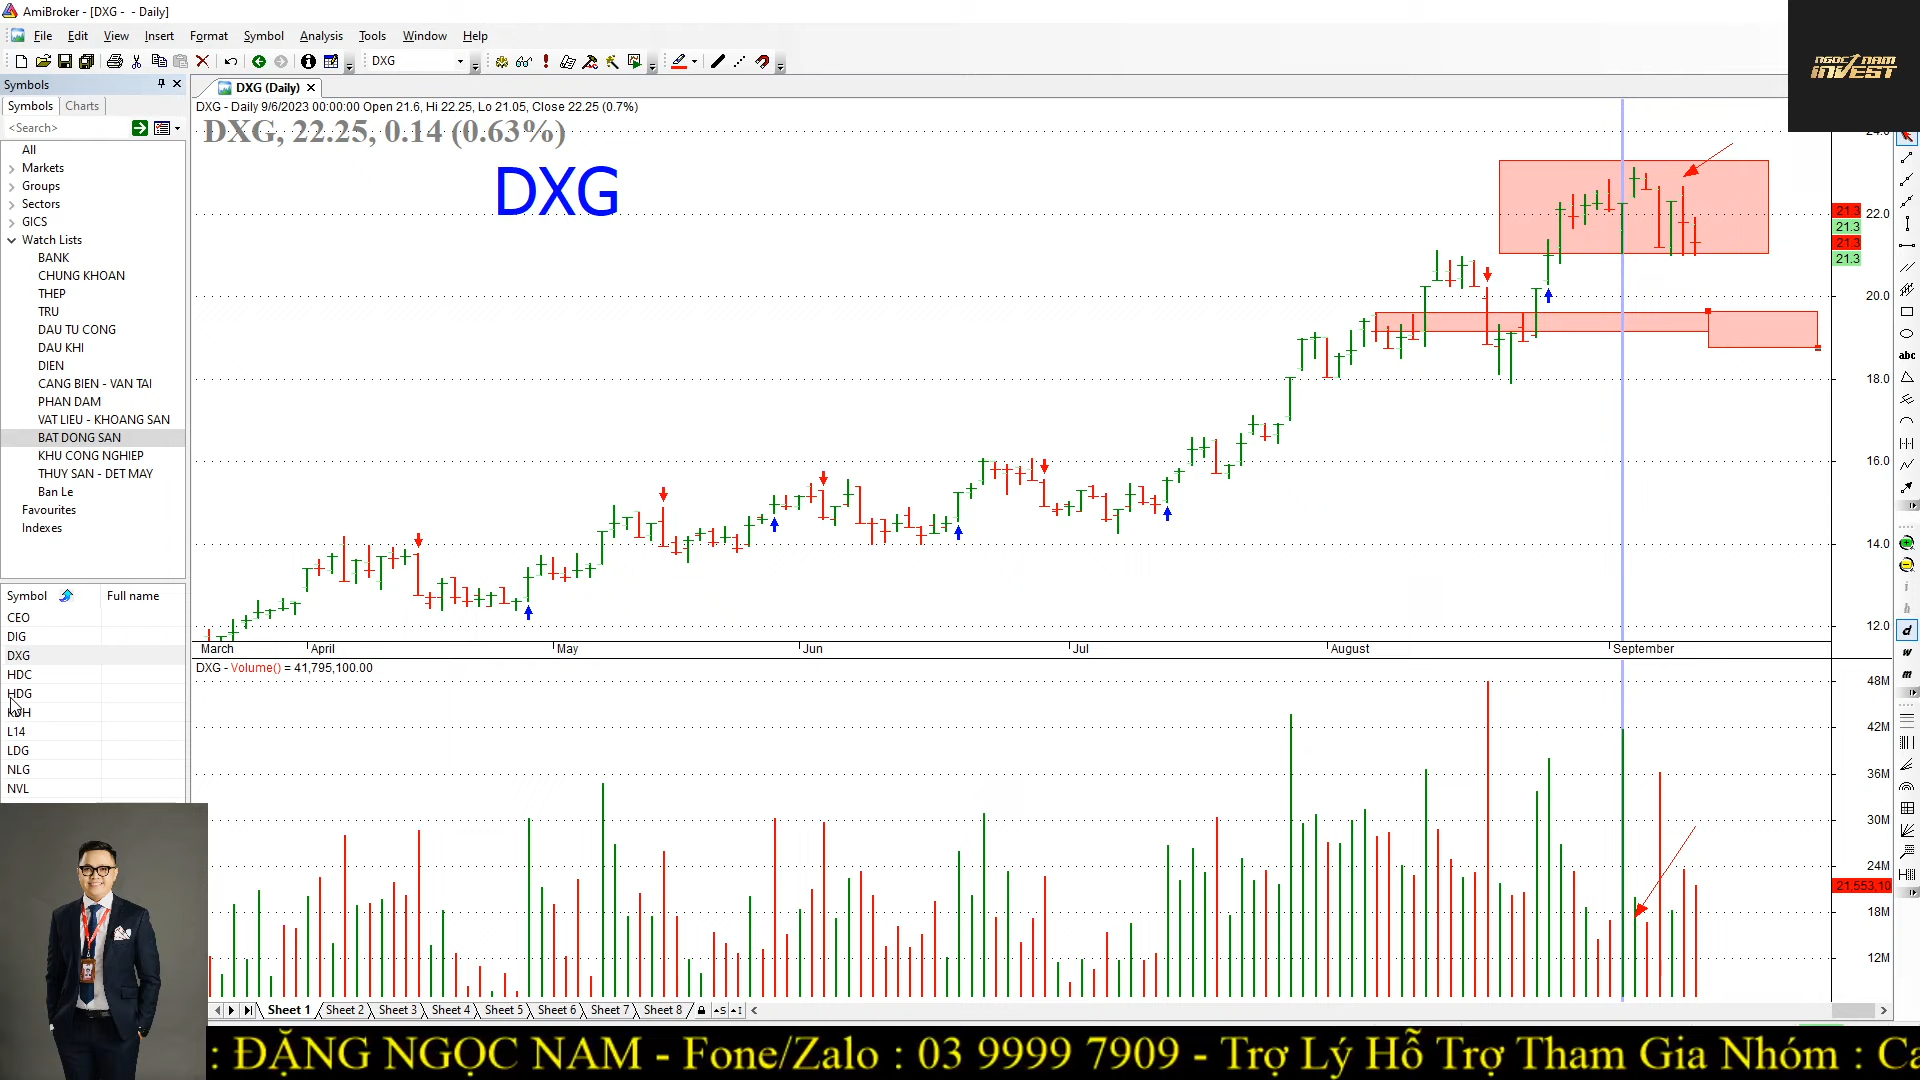 AmiBroker - [DXG - - Daily]
File Edit View Insert Format Symbol Analysis Tools Window Help
DXG
NGỌC NAM
INVEST
Symbols
Symbols Charts
DXG (Daily)
<Search>
DXG - Daily 9/6/2023 00:00:00 Open 21.6, Hi 22.25, Lo 21.05, Close 22.25 (0.7%)
DXG, 22.25, 0.14 (0.63%)
DXG
All
Markets
Groups
Sectors
GICS
Watch Lists
BANK
CHUNG KHOAN
THEP
TRU
DAU TU CONG
DAU KHI
DIEN
CANG BIEN - VAN TAI
PHAN DAM
VAT LIEU - KHOANG SAN
BAT DONG SAN
KHU CONG NGHIEP
THUY SAN - DET MAY
Ban Le
Favourites
Indexes
24.0
22.0
21.3
21.3
21.3
21.3
20.0
18.0
16.0
14.0
12.0
abc
i
h
d
w
m
March April May Jun Jul August September
Symbol Full name
CEO
DIG
DXG
HDC
HDG
KDH
L14
LDG
NLG
NVL
DXG - Volume() = 41,795,100.00
48M
42M
36M
30M
24M
21,553,10
18M
12M
Sheet 1 Sheet 2 Sheet 3 Sheet 4 Sheet 5 Sheet 6 Sheet 7 Sheet 8
: ĐẶNG NGỌC NAM - Fone/Zalo : 03 9999 7909 - Trợ Lý Hỗ Trợ Tham Gia Nhóm : Ca